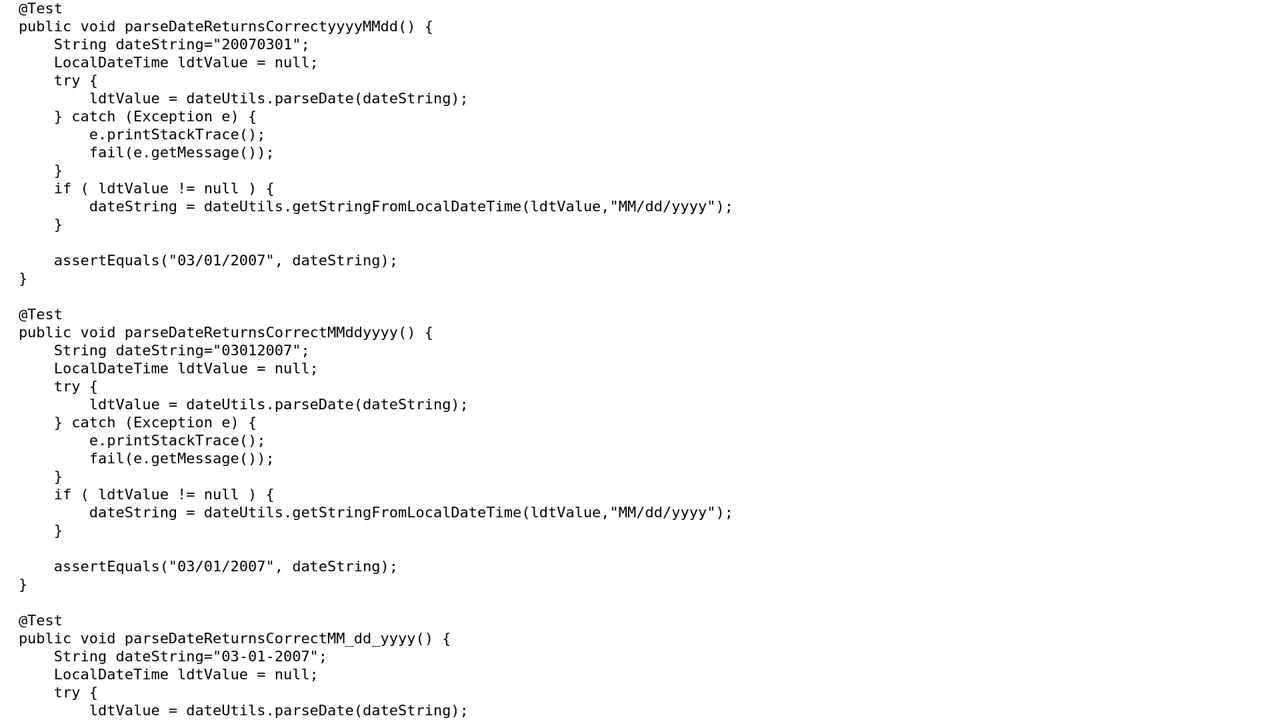 @Test
public void parseDateReturnsCorrectyyyyMMdd() {
    String dateString="20070301";
    LocalDateTime ldtValue = null;
    try {
        ldtValue = dateUtils.parseDate(dateString);
    } catch (Exception e) {
        e.printStackTrace();
        fail(e.getMessage());
    }
    if ( ldtValue != null ) {
        dateString = dateUtils.getStringFromLocalDateTime(ldtValue,"MM/dd/yyyy");
    }

    assertEquals("03/01/2007", dateString);
}

@Test
public void parseDateReturnsCorrectMMddyyyy() {
    String dateString="03012007";
    LocalDateTime ldtValue = null;
    try {
        ldtValue = dateUtils.parseDate(dateString);
    } catch (Exception e) {
        e.printStackTrace();
        fail(e.getMessage());
    }
    if ( ldtValue != null ) {
        dateString = dateUtils.getStringFromLocalDateTime(ldtValue,"MM/dd/yyyy");
    }

    assertEquals("03/01/2007", dateString);
}

@Test
public void parseDateReturnsCorrectMM_dd_yyyy() {
    String dateString="03-01-2007";
    LocalDateTime ldtValue = null;
    try {
        ldtValue = dateUtils.parseDate(dateString);